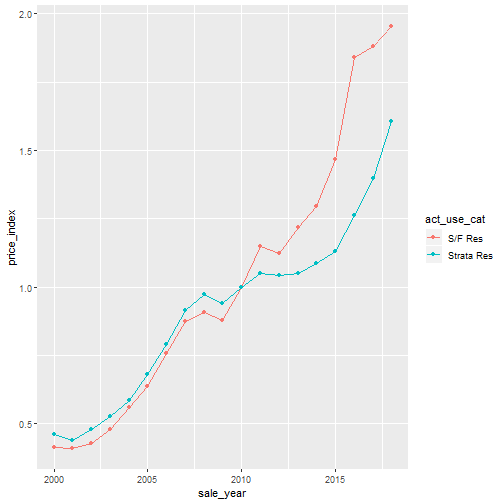 2.0
1.5
1.0
0.5
price_index
2000
2005
2010
2015
sale_year
act_use_cat
S/F Res
Strata Res